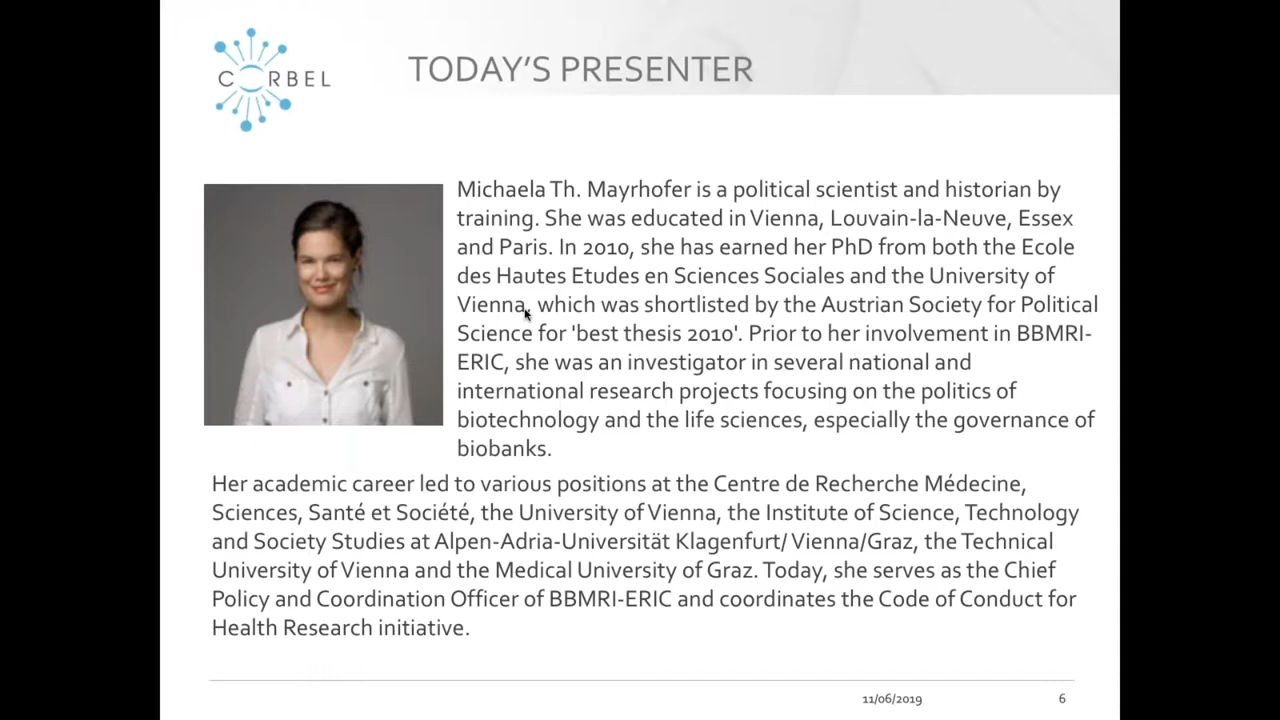 CORBEL
TODAY'S PRESENTER
Michaela Th. Mayrhofer is a political scientist and historian by
training. She was educated in Vienna, Louvain-la-Neuve, Essex
and Paris. In 2010, she has earned her PhD from both the Ecole
des Hautes Etudes en Sciences Sociales and the University of
Vienna, which was shortlisted by the Austrian Society for Political
Science for 'best thesis 2010'. Prior to her involvement in BBMRI-
ERIC, she was an investigator in several national and
international research projects focusing on the politics of
biotechnology and the life sciences, especially the governance of
biobanks.
Her academic career led to various positions at the Centre de Recherche Médecine,
Sciences, Santé et Société, the University of Vienna, the Institute of Science, Technology
and Society Studies at Alpen-Adria-Universität Klagenfurt/ Vienna/Graz, the Technical
University of Vienna and the Medical University of Graz. Today, she serves as the Chief
Policy and Coordination Officer of BBMRI-ERIC and coordinates the Code of Conduct for
Health Research initiative.
11/06/2019
6